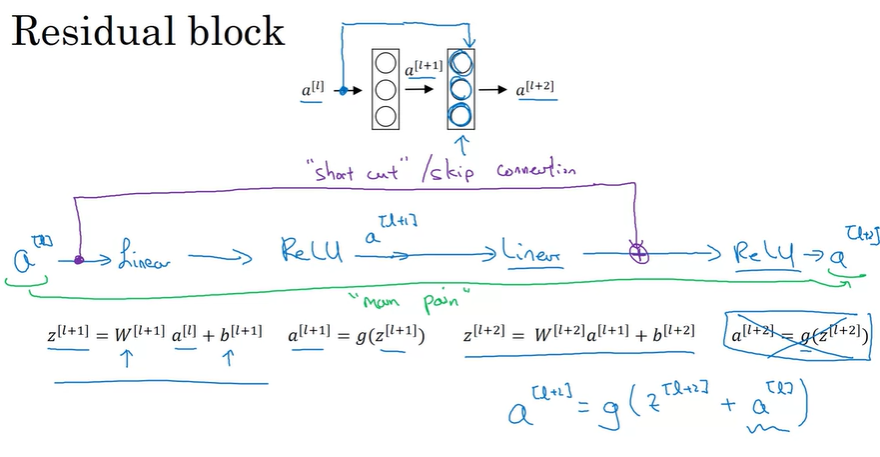 Residual block
a^[l] a^[l+1] a^[l+2]
"short cut" / skip connection
a^[l] → Linear → ReLU a^[l+1] → Linear → ReLU → a^[l+2]
"main path"
z^[l+1] = W^[l+1] a^[l] + b^[l+1] a^[l+1] = g(z^[l+1]) z^[l+2] = W^[l+2] a^[l+1] + b^[l+2] a^[l+2] = g(z^[l+2])
a^[l+2] = g(z^[l+2] + a^[l])